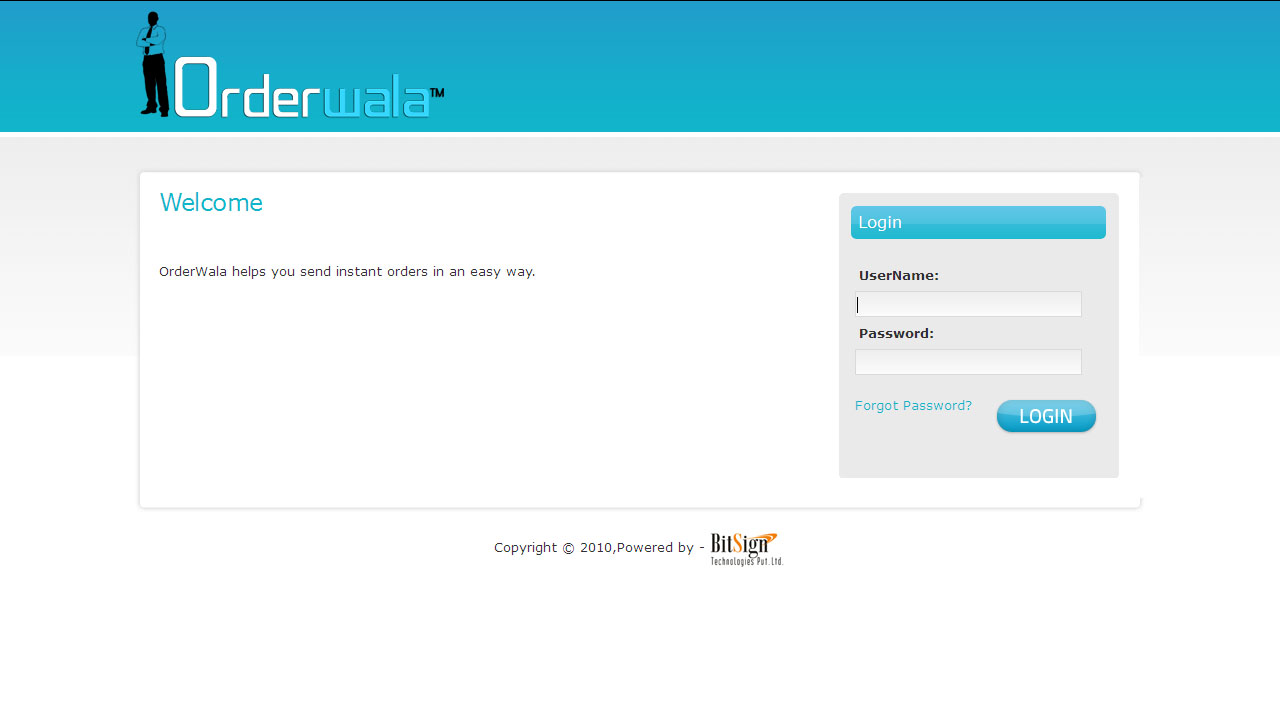 Orderwala™
Welcome
OrderWala helps you send instant orders in an easy way.
Login
UserName:
Password:
Forgot Password?
LOGIN
Copyright © 2010,Powered by - BitSign
Technologies Pvt.Ltd.